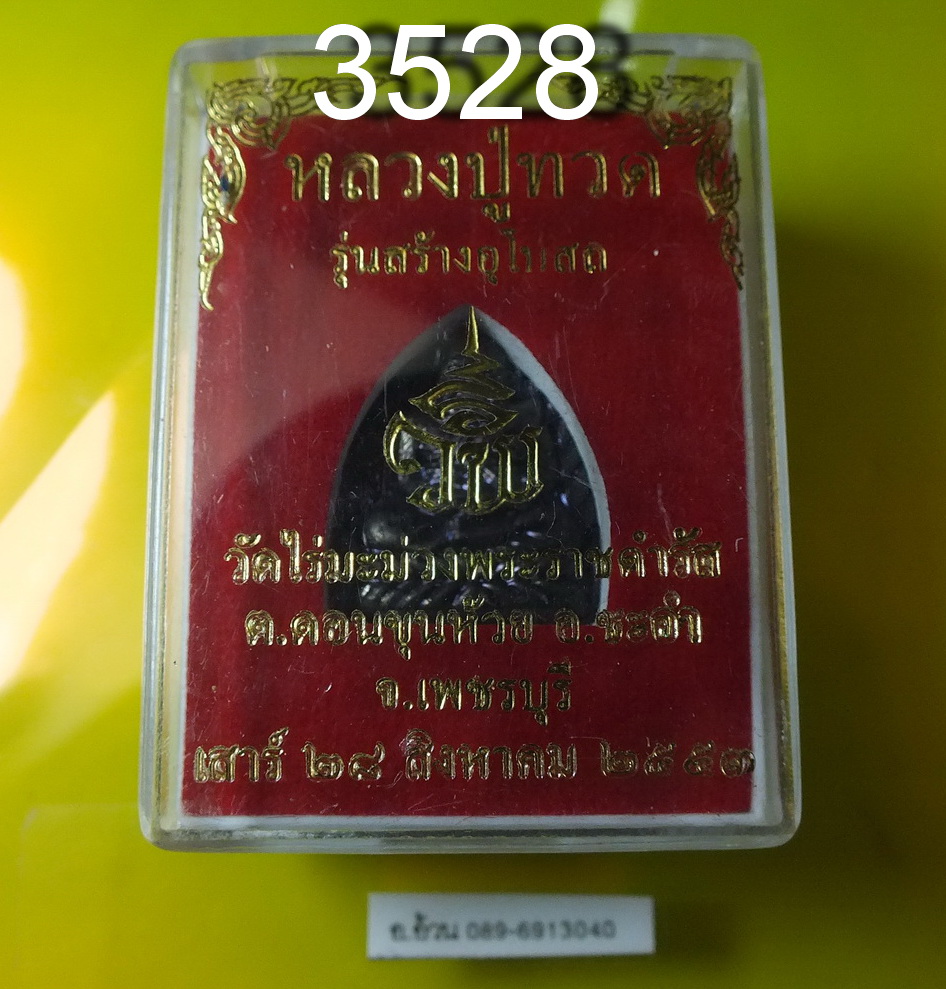 3528
หลวงปู่ทวด
รุ่นสร้างอุโบสถ
วัดไร่มะม่วงพระราชดำรัส
ต.ดอนขุนห้วย อ.ชะอำ
จ.เพชรบุรี
เสาร์ ๒๘ สิงหาคม ๒๕๕๓
อ.อ้วน 089-6913040